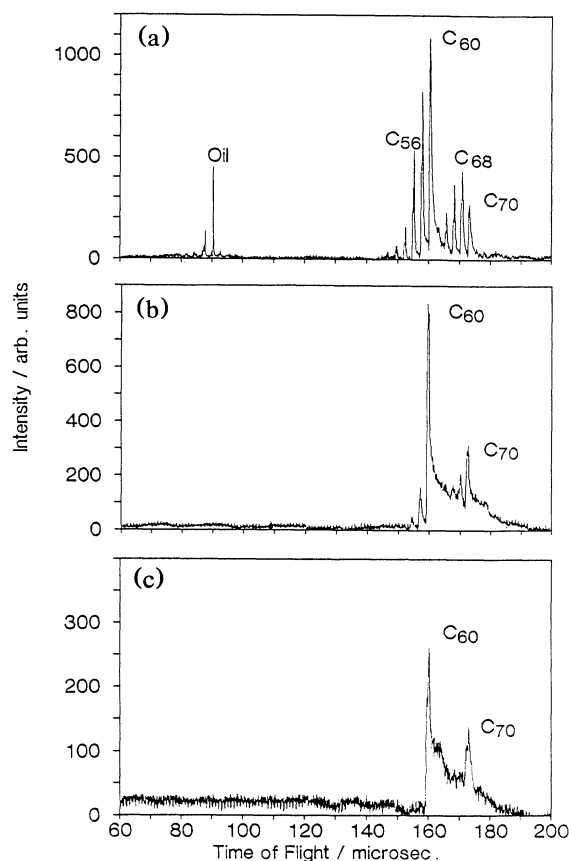 (a)
C60
1000
C56
C68
500
Oil
C70
0
Intensity / arb. units
(b)
800
C60
600
400
C70
200
0
(c)
300
C60
200
C70
100
0
60 80 100 120 140 160 180 200
Time of Flight / microsec.